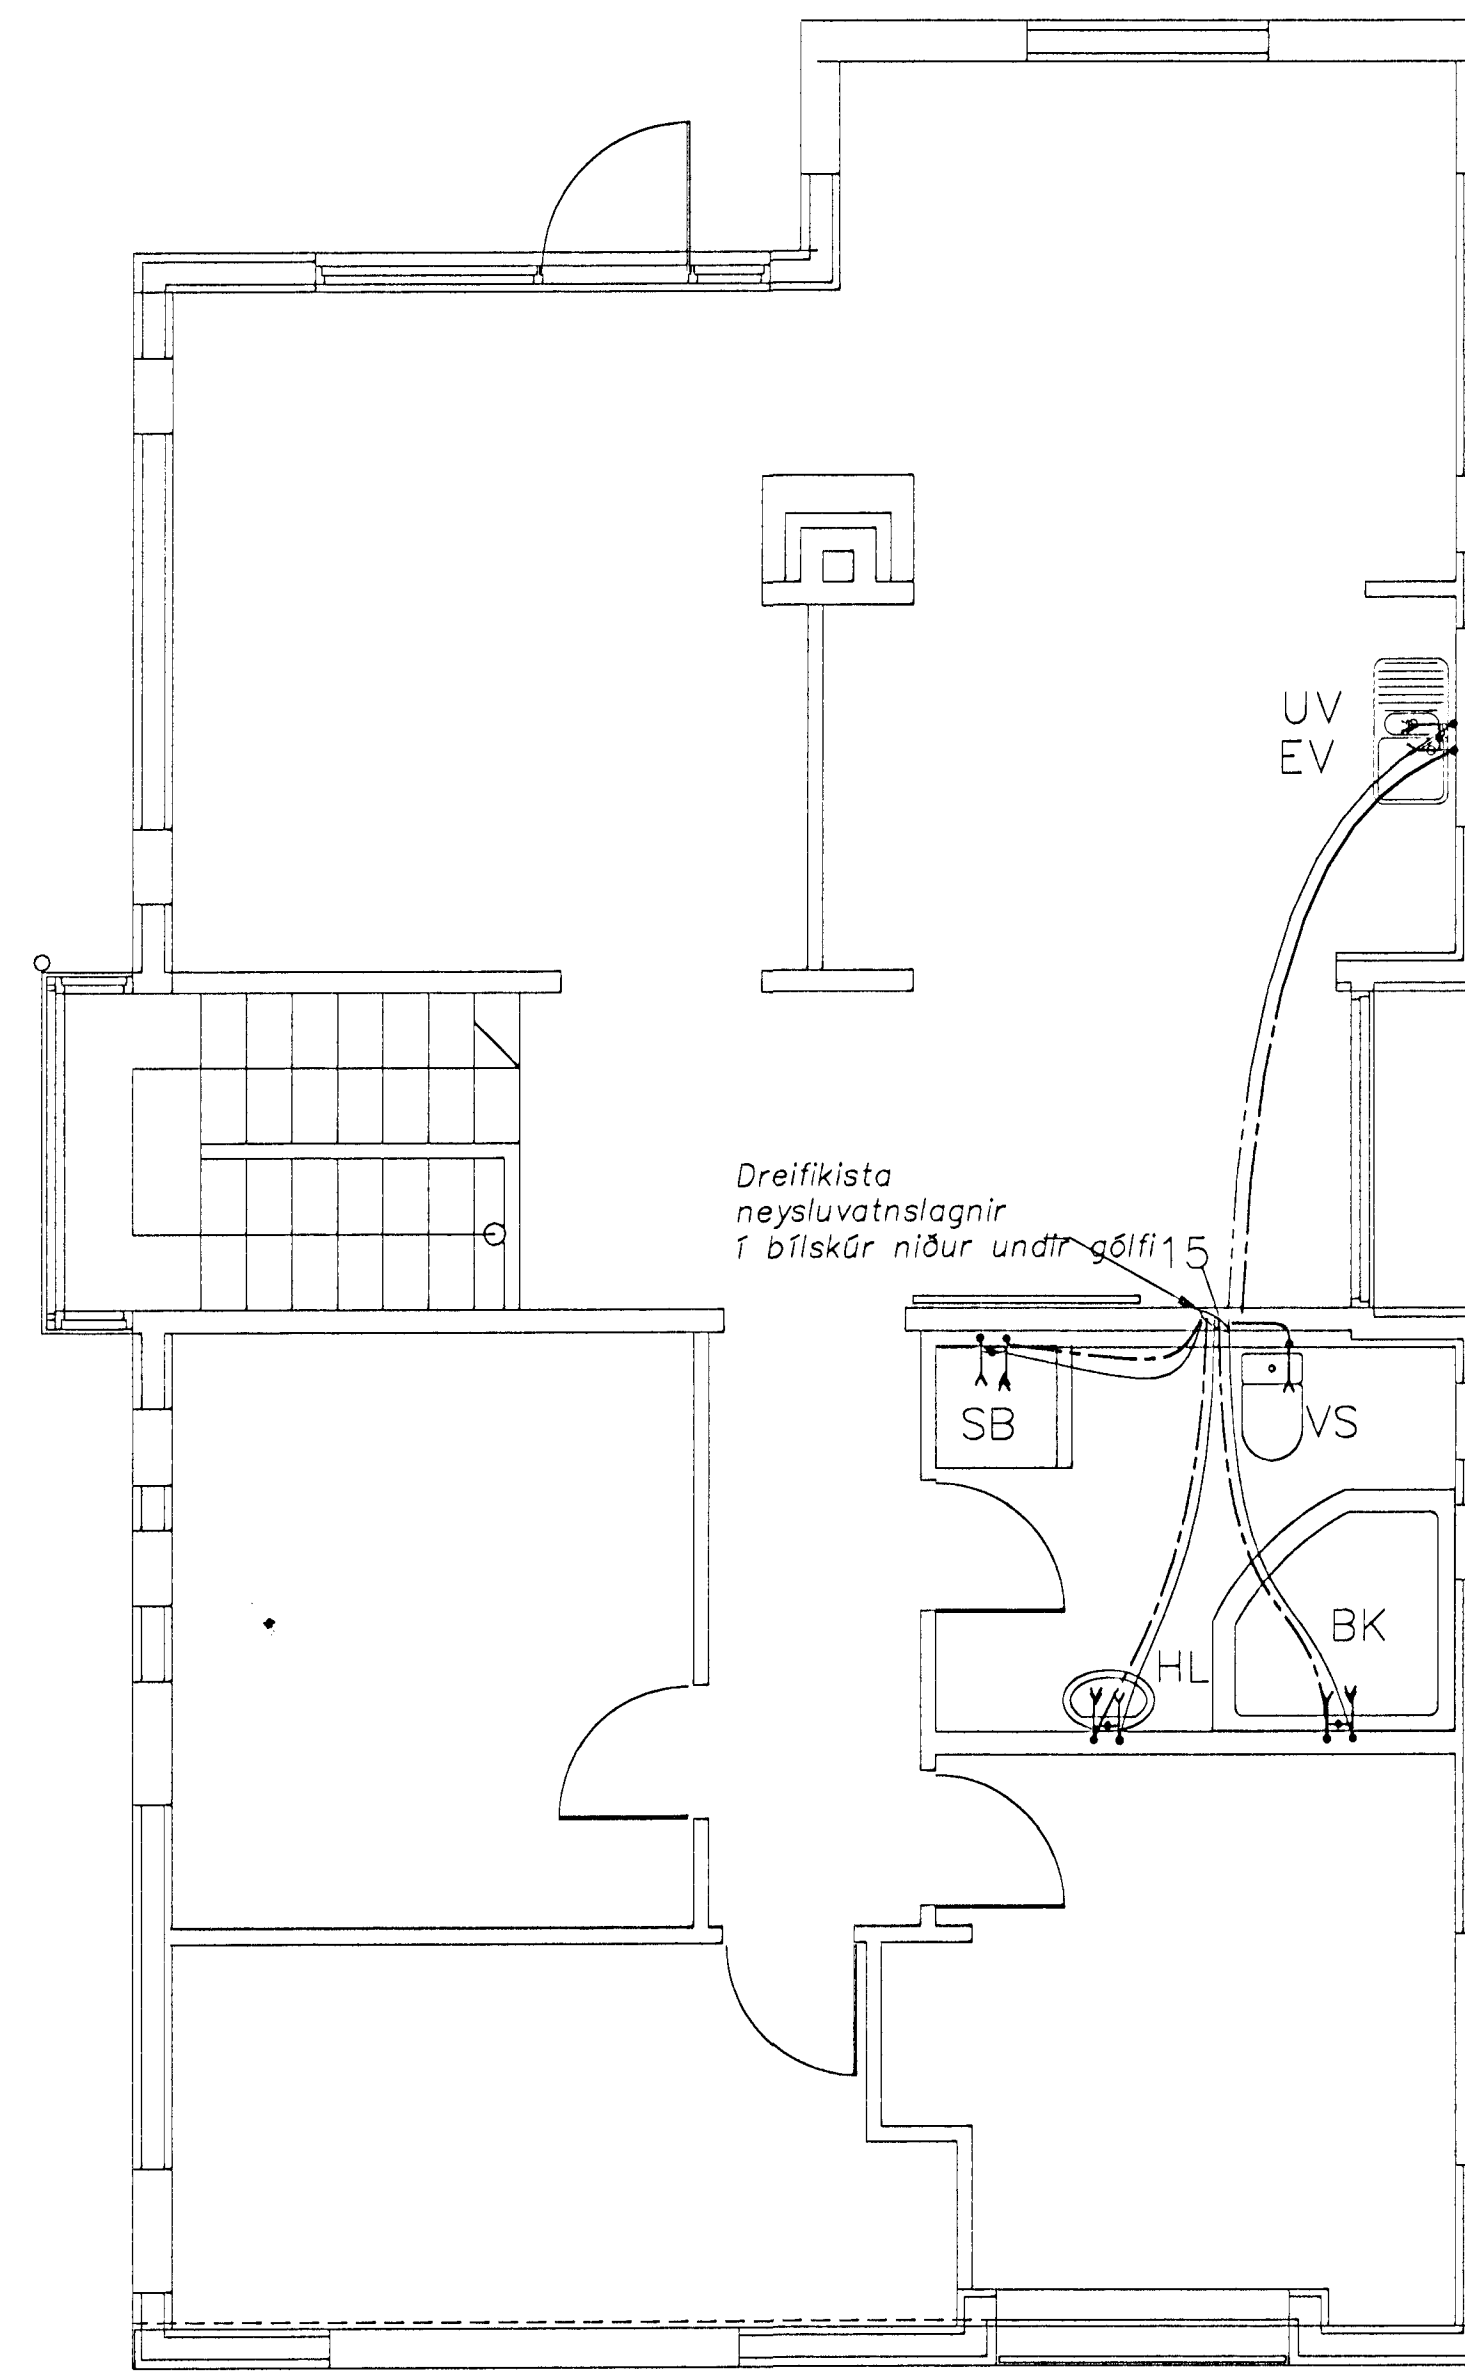 UV
EV
Dreifikista
neysluvatnslagnir
í bílskúr niður undir gólfi 15
SB
VS
BK
HL